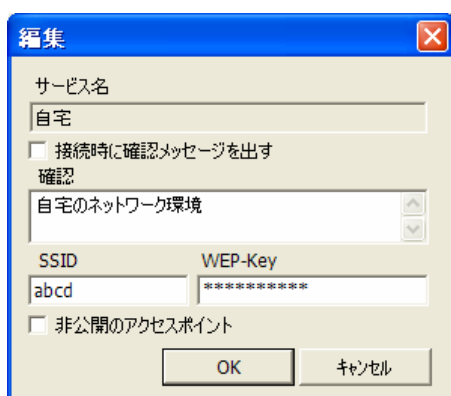 編集
サービス名
自宅
接続時に確認メッセージを出す
確認
自宅のネットワーク環境
SSID WEP-Key
abcd **********
非公開のアクセスポイント
OK キャンセル